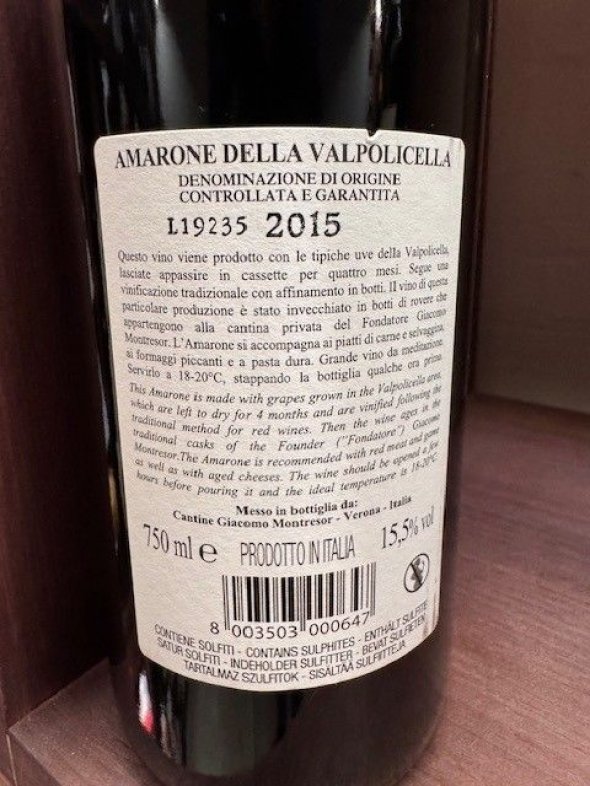 AMARONE DELLA VALPOLICELLA
DENOMINAZIONE DI ORIGINE
CONTROLLATA E GARANTITA
L19235 2015
Questo vino viene prodotto con le tipiche uve della Valpolicella,
lasciate appassire in cassette per quattro mesi. Segue una
vinificazione tradizionale con affinamento in botti. Il vino di questa
particolare produzione è stato invecchiato in botti di rovere che
appartengono alla cantina privata del Fondatore Giacomo
Montresor. L'Amarone si accompagna ai piatti di carne e selvaggina,
ai formaggi piccanti e a pasta dura. Grande vino da meditazione.
Servirlo a 18-20°C, stappando la bottiglia qualche ora prima.
This Amarone is made with grapes grown in the Valpolicella area,
which are left to dry for 4 months and are vinified following the
traditional method for red wines. Then the wine ages in the
traditional casks of the Founder ("Fondatore") Giacomo
Montresor.The Amarone is recommended with red meat and game
as well as with aged cheeses. The wine should be opened a few
hours before pouring it and the ideal temperature is 18-20°C
Messo in bottiglia da:
Cantine Giacomo Montresor - Verona - Italia
750 ml e PRODOTTO IN ITALIA 15,5% vol
8 003503 000647
CONTIENE SOLFITI - CONTAINS SULPHITES - ENTHÄLT SULFITE
SATUR SOLFITI - INDEHOLDER SULFITTER - BEVAT SULFIETEN
TARTALMAZ SZULFITOK - SISÄLTÄÄ SULFIITTEJA